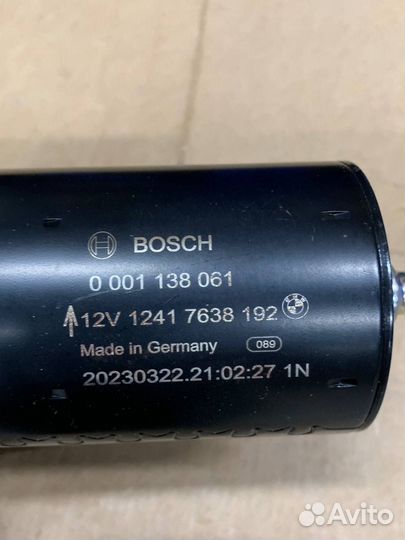 BOSCH
0 001 138 061
12V 1241 7638 192
Made in Germany 089
20230322.21:02:27 1N
Avito